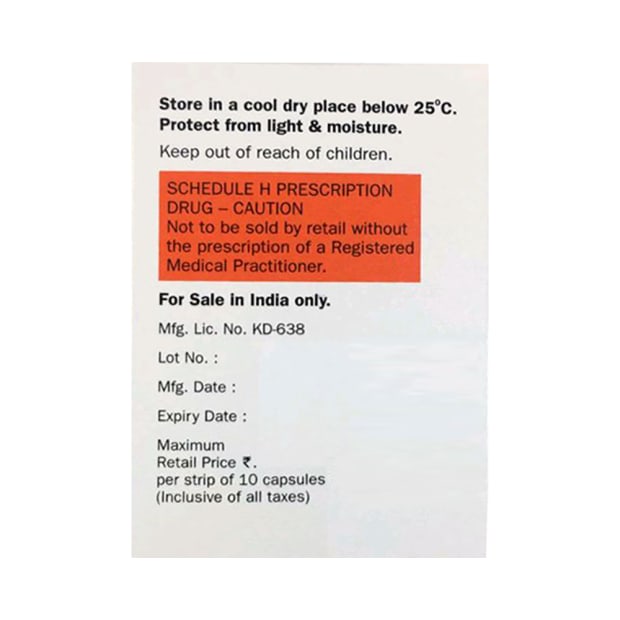 Store in a cool dry place below 25°C.
Protect from light & moisture.
Keep out of reach of children.
SCHEDULE H PRESCRIPTION
DRUG – CAUTION
Not to be sold by retail without
the prescription of a Registered
Medical Practitioner.
For Sale in India only.
Mfg. Lic. No. KD-638
Lot No. :
Mfg. Date :
Expiry Date :
Maximum
Retail Price ₹.
per strip of 10 capsules
(Inclusive of all taxes)